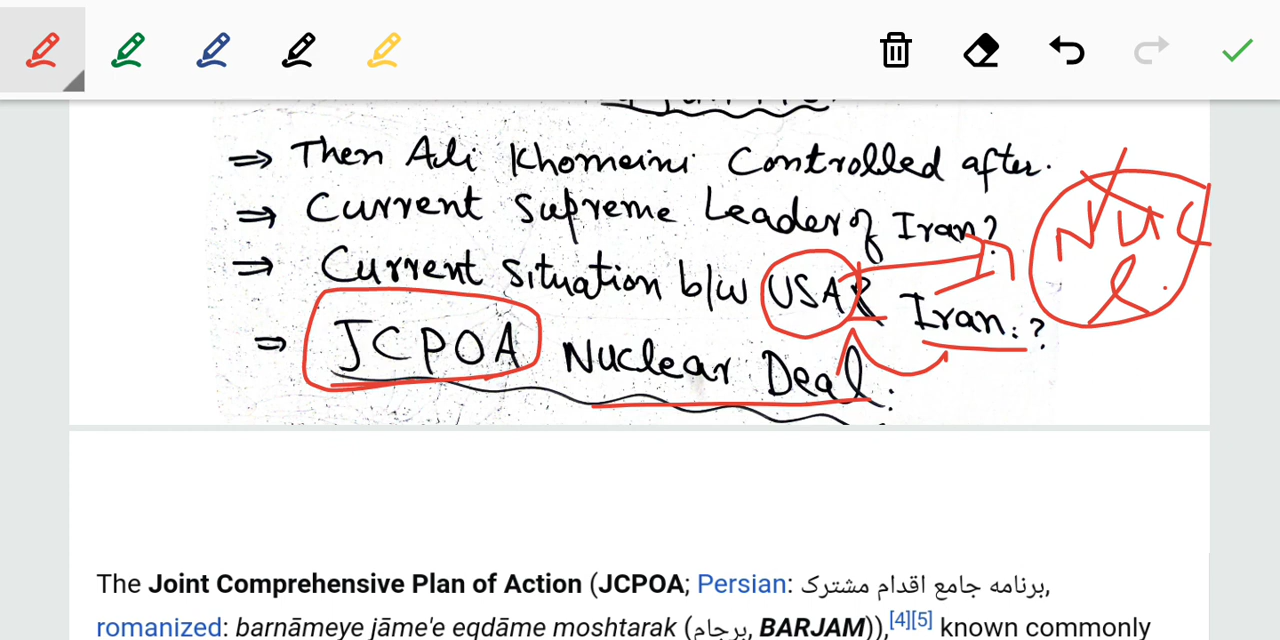 ⇒ Then Ali Khomeini Controlled after.
⇒ Current Supreme Leader of Iran?
⇒ Current Situation b/w USA & Iran.?
⇒ JCPOA Nuclear Deal:
The Joint Comprehensive Plan of Action (JCPOA; Persian: برنامه جامع اقدام مشترک,
romanized: barnāmeye jāme'e eqdāme moshtarak (برجام, BARJAM)),[4][5] known commonly